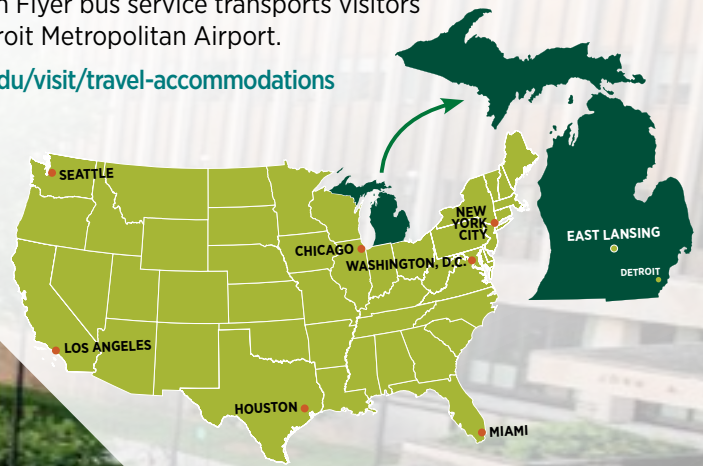 Flyer bus service transports visitors
Metropolitan Airport.
du/visit/travel-accommodations
SEATTLE
NEW
YORK
CITY
CHICAGO
WASHINGTON, D.C.
EAST LANSING
DETROIT
LOS ANGELES
HOUSTON
MIAMI